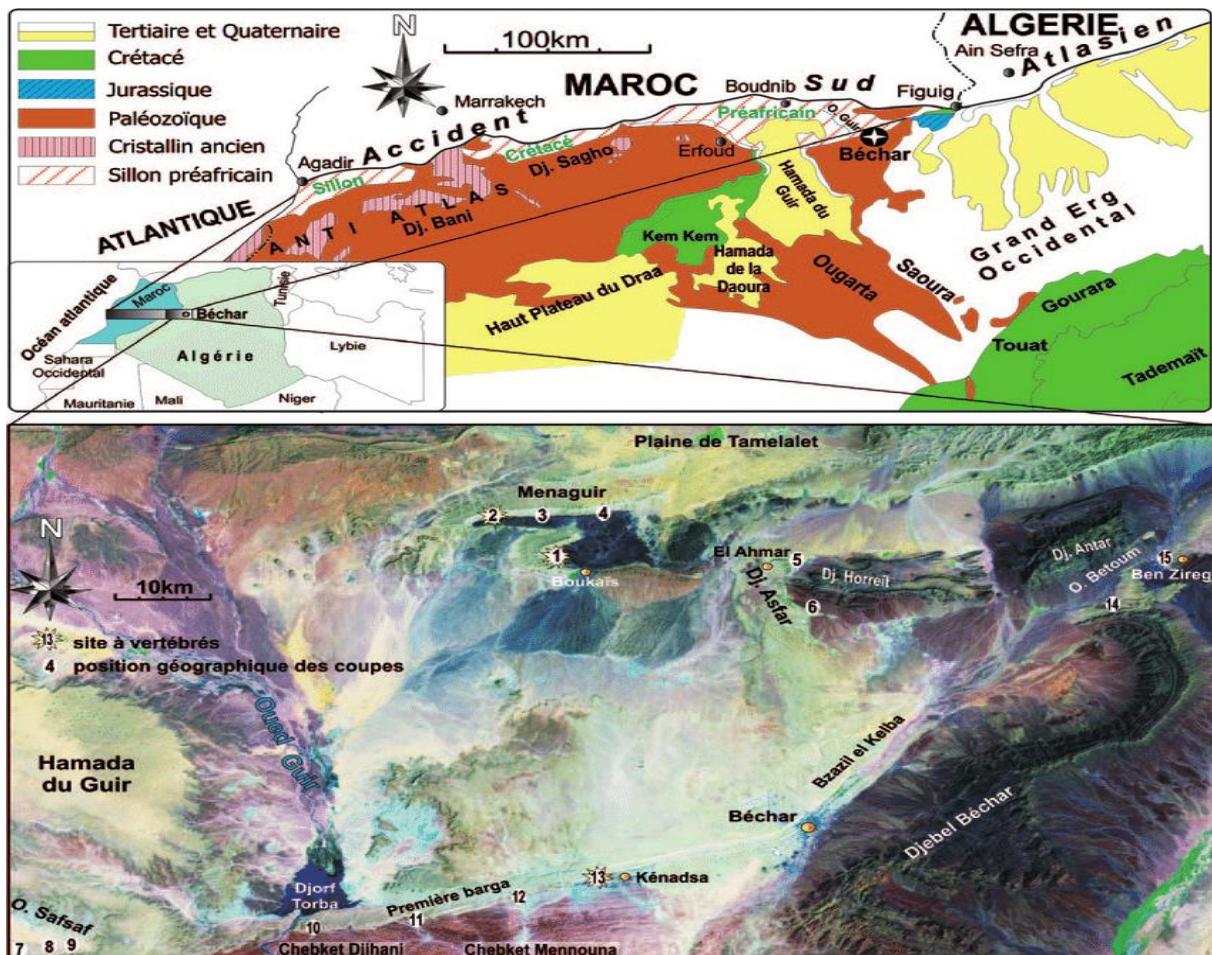 Tertiaire et Quaternaire
Crétacé
Jurassique
Paléozoïque
Cristallin ancien
Sillon préafricain
N
100km
ALGERIE
Ain Sefra
Atlasien
MAROC
Boudnib
Sud
Figuig
Marrakech
Accident
Préafricain
O. Guir
Béchar
Agadir
Crétacé
Dj. Sagho
Erfoud
Sillon
ATLANTIQUE
ANTI ATLAS
Dj. Bani
Hamada du Guir
Kem Kem
Hamada
de la
Daoura
Grand Erg
Occidental
Haut Plateau du Draa
Ougarta
Saoura
Gourara
Touat
Tademaït
Océan atlantique
Maroc
Tunisie
Béchar
Algérie
Lybie
Sahara
Occidental
Mauritanie
Mali
Niger
Plaine de Tamelalet
Menaguir
2
3
4
N
1
Boukaïs
El Ahmar
5
Dj. Horreit
Dj. Antar
O. Betoum
15
Ben Zireg
10km
Dj. Asfar
6
14
13 site à vertébrés
4 position géographique des coupes
Oued Guir
Hamada
du Guir
Bzazil el Kelba
Béchar
Djebel Béchar
13
Kénadsa
Djorf
Torba
Première barga
12
11
10
O. Safsaf
7
8
9
Chebket Djihani
Chebket Mennouna